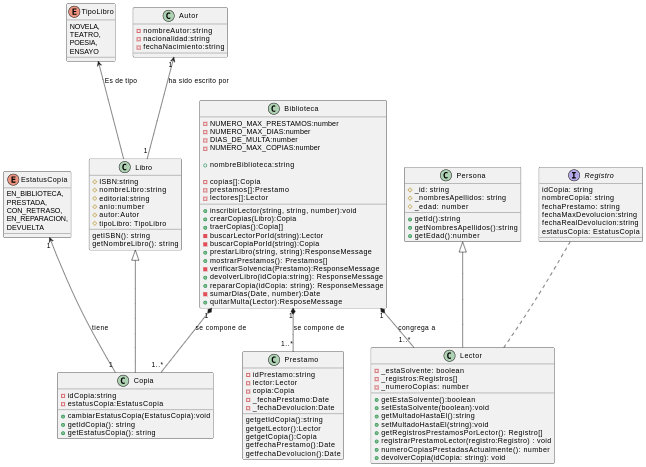 TipoLibro
NOVELA,
TEATRO,
POESIA,
ENSAYO
Autor
nombreAutor:string
nacionalidad:string
fechaNacimiento:string
1
Es de tipo
ha sido escrito por
1
Biblioteca
NUMERO_MAX_PRESTAMOS:number
NUMERO_MAX_DIAS:number
DIAS_DE_MULTA:number
NUMERO_MAX_COPIAS:number
nombreBiblioteca:string
copias[]:Copia
prestamos[]:Prestamo
lectores[]:Lector
inscribirLector(string, string, number):void
crearCopias(Libro):Copia
traerCopias():Copia[]
buscarLectorPorId(string):Lector
buscarCopiaPorId(string):Copia
prestarLibro(string, string):ResponseMessage
mostrarPrestamos(): Prestamos[]
verificarSolvencia(Prestamo):ResponseMessage
devolverLibro(idCopia: string): ResponseMessage
repararCopia(idCopia: string): ResponseMessage
sumarDias(Date, number):Date
quitarMulta(Lector):ResposeMessage
EstatusCopia
EN_BIBLIOTECA,
PRESTADA,
CON_RETRASO,
EN_REPARACION,
DEVUELTA
1
Libro
ISBN:string
nombreLibro:string
editorial:string
anio:number
autor:Autor
tipoLibro: TipoLibro
getISBN(): string
getNombreLibro(): string
Persona
_id: string
_nombresApellidos: string
_edad: number
getId():string
getNombresApellidos():string
getEdad():number
Registro
idCopia: string
nombreCopia: string
fechaPrestamo: string
fechaMaxDevolucion:string
fechaRealDevolucion:string
estatusCopia: EstatusCopia
1
1
1
tiene
se compone de
se compone de
congrega a
1
1..*
1..*
1..*
Copia
idCopia:string
estatusCopia:EstatusCopia
cambiarEstatusCopia(EstatusCopia):void
getIdCopia(): string
getEstatusCopia(): string
Prestamo
idPrestamo:string
lector:Lector
copia:Copia
_fechaPrestamo:Date
_fechaDevolucion:Date
getgetIdCopia():string
getgetLector():Lector
getgetCopia():Copia
getfechaPrestamo():Date
getfechaDevolucion():Date
Lector
_estaSolvente: boolean
_registros:Registros[]
_numeroCopias: number
getEstaSolvente():boolean
setEstaSolvente(boolean):void
getMultadoHastaEl():string
setMultadoHastaEl(string):void
getRegistrosPrestamosPorLector(): Registro[]
registrarPrestamoLector(registro:Registro) : void
numeroCopiasPrestadasActualmente(): number
devolverCopia(idCopia: string): void